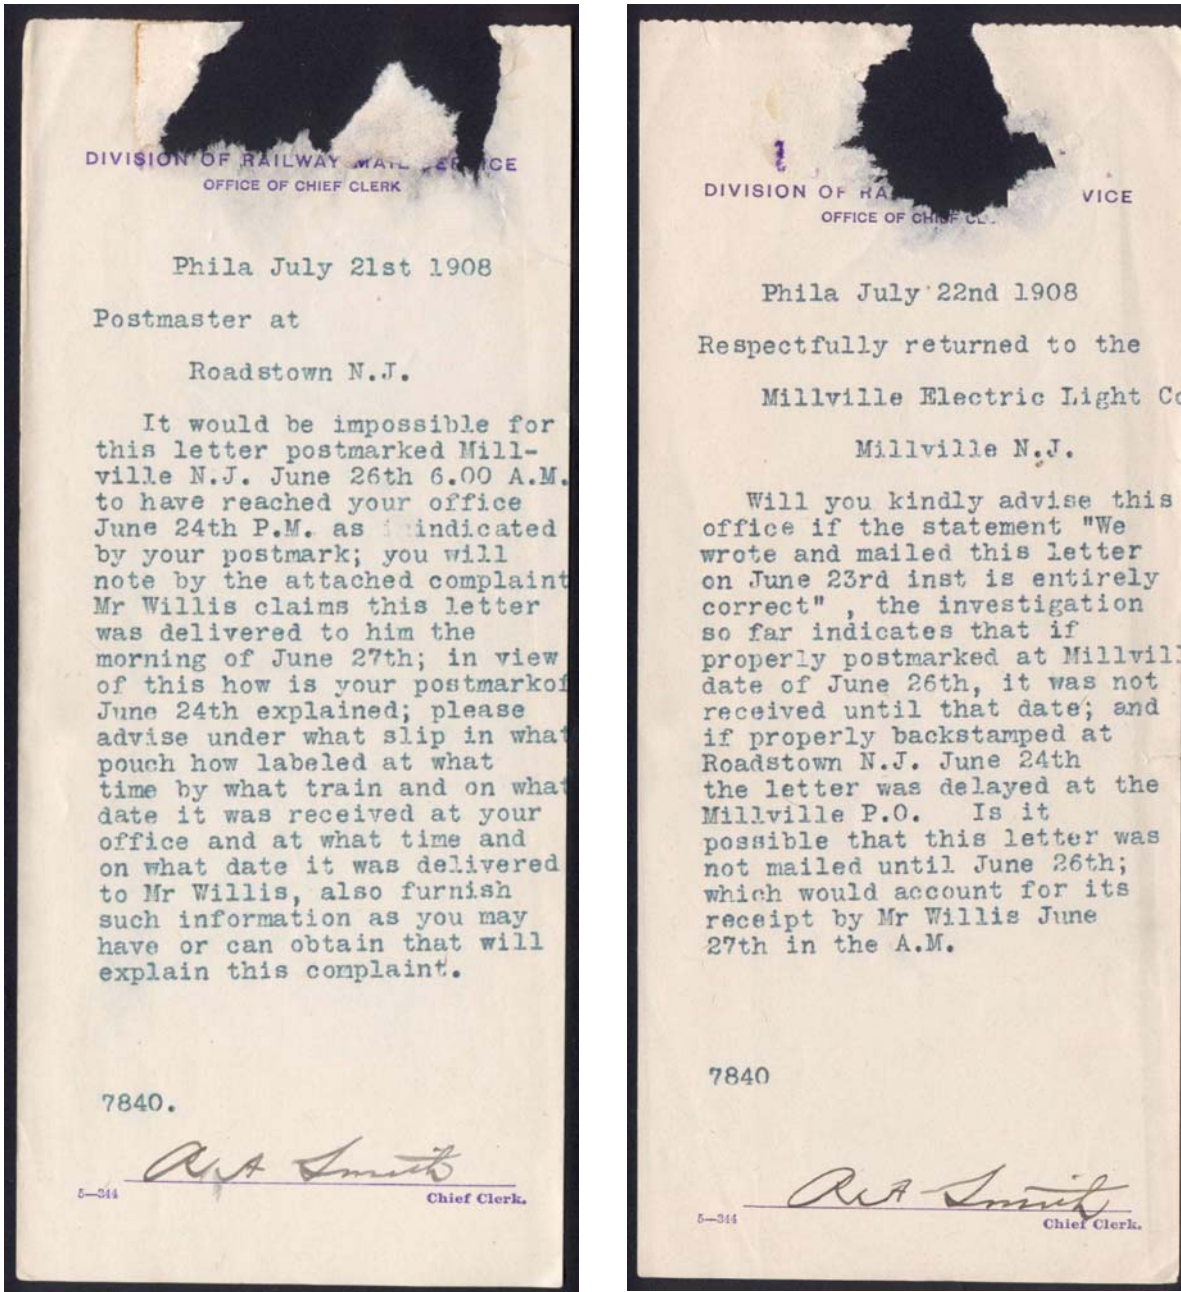 DIVISION OF RAILWAY MAIL SERVICE
OFFICE OF CHIEF CLERK
Phila July 21st 1908
Postmaster at
Roadstown N.J.
It would be impossible for
this letter postmarked Mill-
ville N.J. June 26th 6.00 A.M.
to have reached your office
June 24th P.M. as indicated
by your postmark; you will
note by the attached complaint
Mr Willis claims this letter
was delivered to him the
morning of June 27th; in view
of this how is your postmarkof
June 24th explained; please
advise under what slip in what
pouch how labeled at what
time by what train and on what
date it was received at your
office and at what time and
on what date it was delivered
to Mr Willis, also furnish
such information as you may
have or can obtain that will
explain this complaint.
7840.
R A Smith
5—344
Chief Clerk.
DIVISION OF RA VICE
OFFICE OF CHIEF CL
Phila July 22nd 1908
Respectfully returned to the
Millville Electric Light Co
Millville N.J.
Will you kindly advise this
office if the statement "We
wrote and mailed this letter
on June 23rd inst is entirely
correct" , the investigation
so far indicates that if
properly postmarked at Millvill
date of June 26th, it was not
received until that date; and
if properly backstamped at
Roadstown N.J. June 24th
the letter was delayed at the
Millville P.O. Is it
possible that this letter was
not mailed until June 26th;
which would account for its
receipt by Mr Willis June
27th in the A.M.
7840
R A Smith
5—344
Chief Clerk.